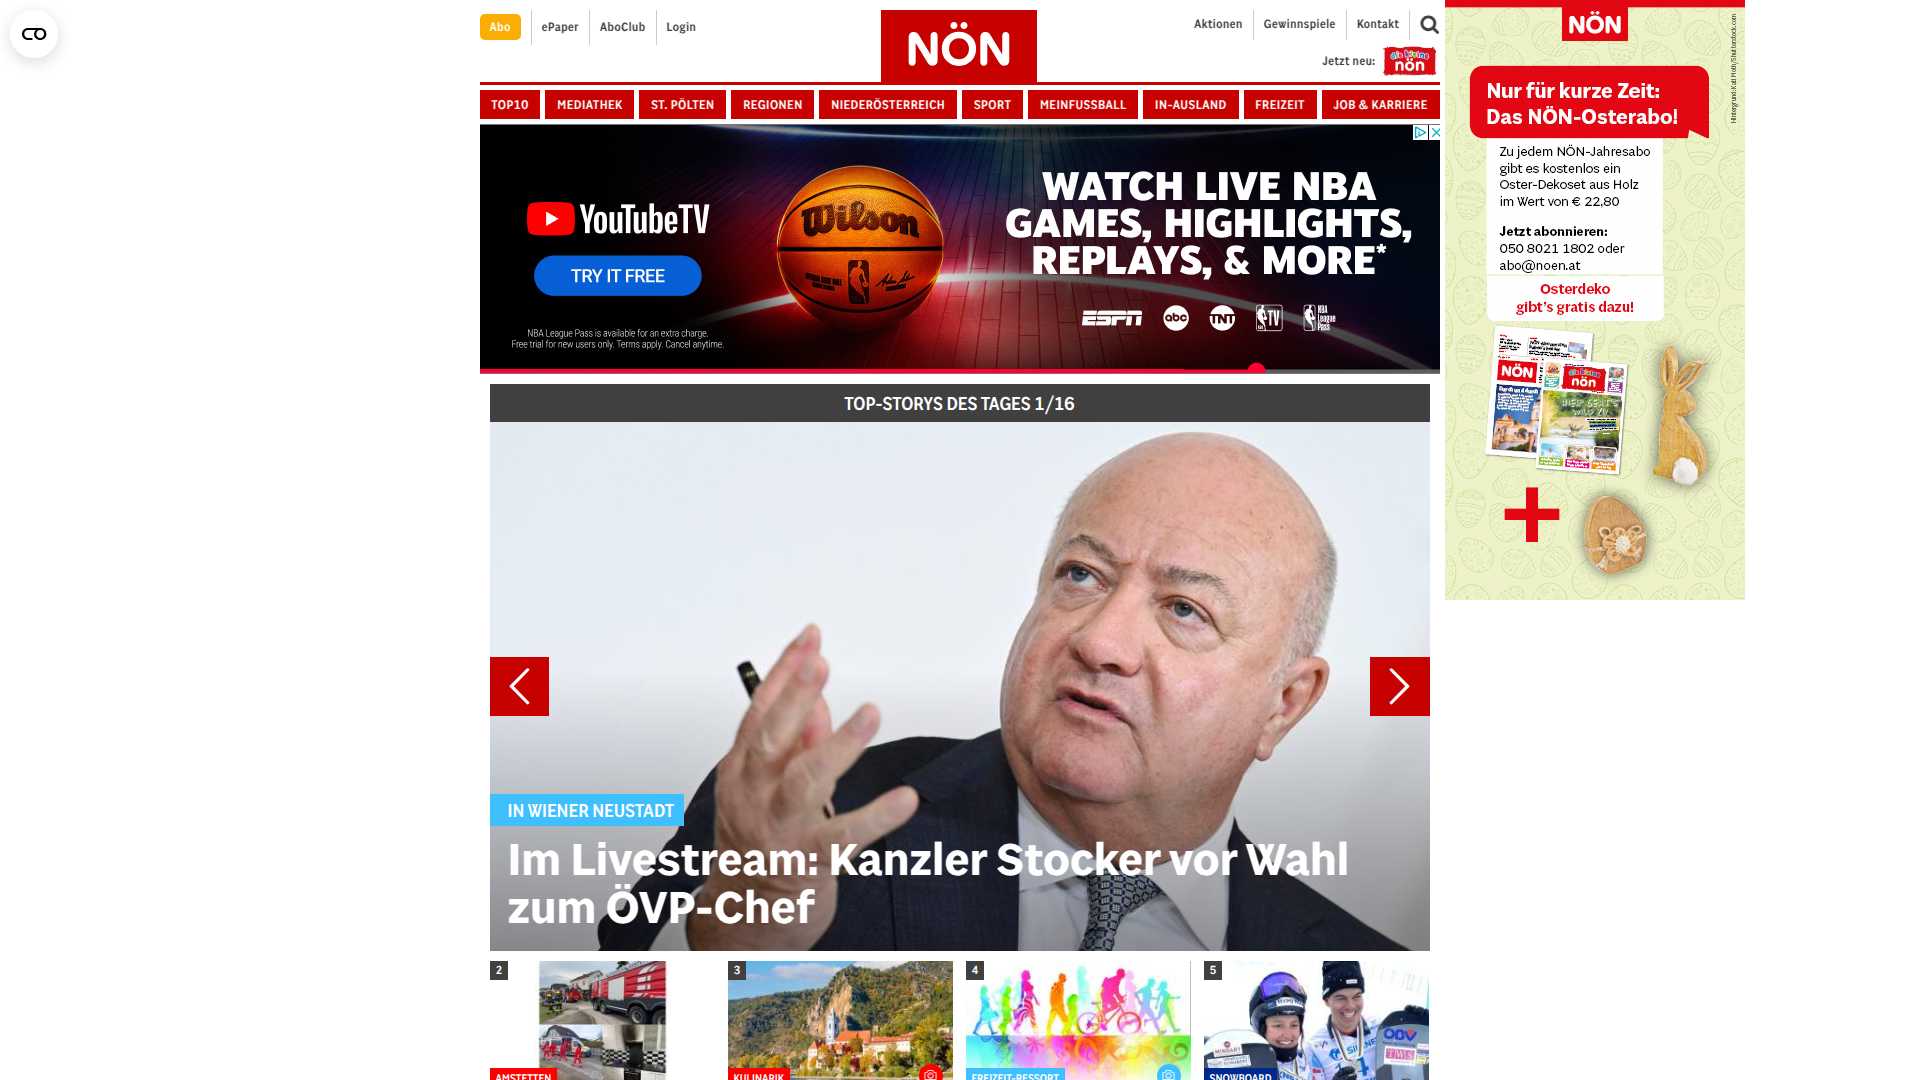 Abo
ePaper
AboClub
Login
NÖN
Aktionen
Gewinnspiele
Kontakt
Jetzt neu:
die kleine
nön
TOP10
MEDIATHEK
ST. PÖLTEN
REGIONEN
NIEDERÖSTERREICH
SPORT
MEINFUSSBALL
IN-AUSLAND
FREIZEIT
JOB & KARRIERE
YouTubeTV
TRY IT FREE
NBA League Pass is available for an extra charge.
Free trial for new users only. Terms apply. Cancel anytime.
Wilson
WATCH LIVE NBA
GAMES, HIGHLIGHTS,
REPLAYS, & MORE*
ESPN
abc
TNT
TV
NBA
League
Pass
TOP-STORYS DES TAGES 1/16
IN WIENER NEUSTADT
Im Livestream: Kanzler Stocker vor Wahl
zum ÖVP-Chef
2
AMSTETTEN
3
KULINARIK
4
FREIZEIT-RESSORT
5
SNOWBOARD
NÖN
Hintergrund: Kutat Moth/Shutterstock.com
Nur für kurze Zeit:
Das NÖN-Osterabo!
Zu jedem NÖN-Jahresabo
gibt es kostenlos ein
Oster-Dekoset aus Holz
im Wert von € 22,80
Jetzt abonnieren:
050 8021 1802 oder
abo@noen.at
Osterdeko
gibt's gratis dazu!
NÖN
die kleine
nön
+